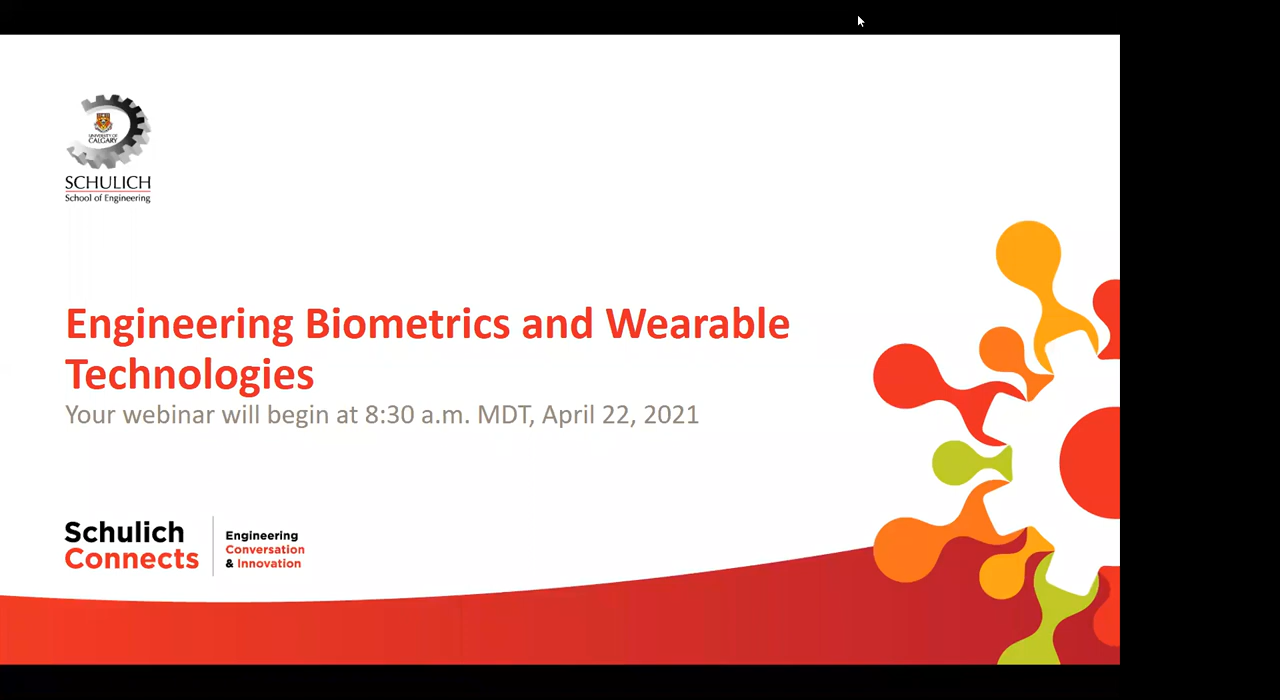 UNIVERSITY OF
CALGARY
SCHULICH
School of Engineering
Engineering Biometrics and Wearable
Technologies
Your webinar will begin at 8:30 a.m. MDT, April 22, 2021
Schulich
Connects
Engineering
Conversation
& Innovation